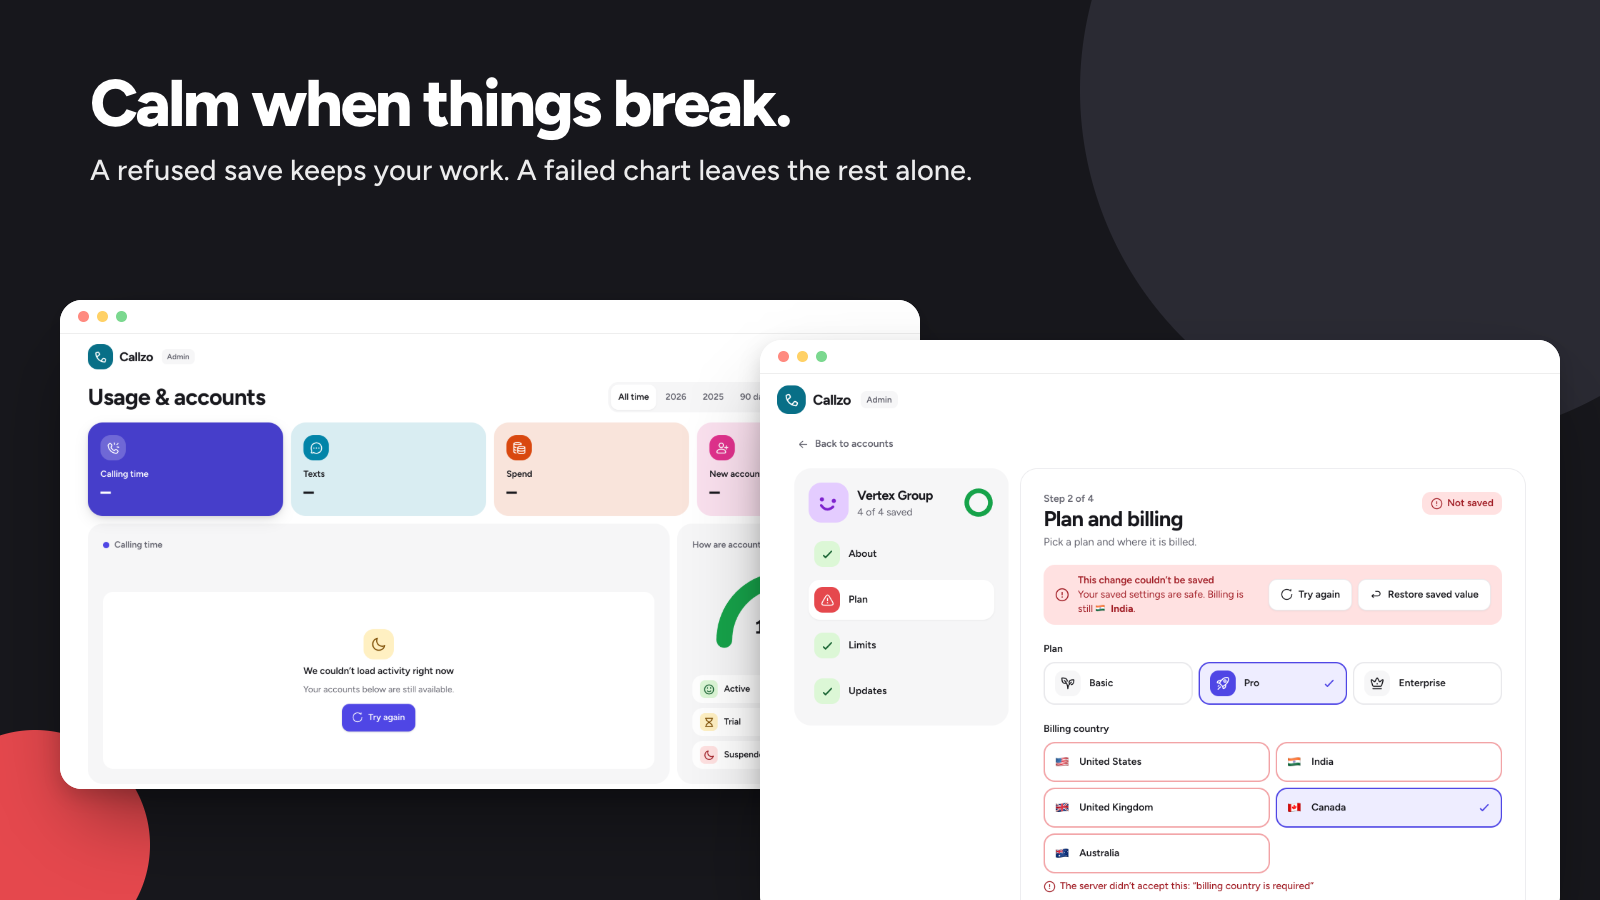 Calm when things break.
A refused save keeps your work. A failed chart leaves the rest alone.
Callzo
Admin
Usage & accounts
All time
2026
2025
90
Calling time
–
Texts
–
Spend
–
New
–
Calling time
We couldn't load activity right now
Your accounts below are still available.
Try again
How are
Active
Trial
Callzo
Admin
Back to accounts
Vertex Group
4 of 4 saved
About
Plan
Limits
Updates
Step 2 of 4
Plan and billing
Pick a plan and where it is billed.
Not saved
This change couldn't be saved
Your saved settings are safe. Billing is
still 🇮🇳 India.
Try again
Restore saved value
Plan
Basic
Pro
Enterprise
Billing country
United States
India
United Kingdom
Canada
Australia
The server didn't accept this: "billing country is required"